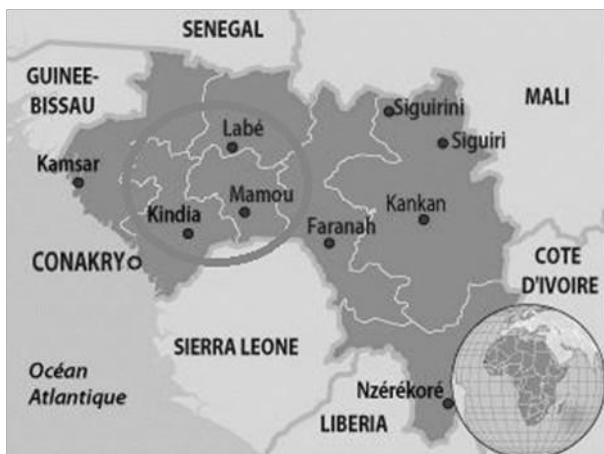 SENEGAL
GUINEE-
BISSAU
MALI
Siguirini
Labé
Siguiri
Kamsar
Mamou
Kankan
Kindia
Faranah
CONAKRY
COTE
D'IVOIRE
SIERRA LEONE
Océan
Atlantique
Nzérékoré
LIBERIA